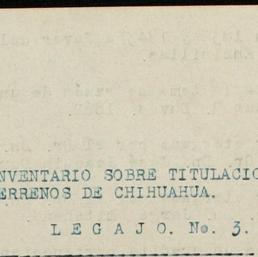 NVENTARIO SOBRE TITULACIO
ERRENOS DE CHIHUAHUA.
L E G A J O. No. 3.